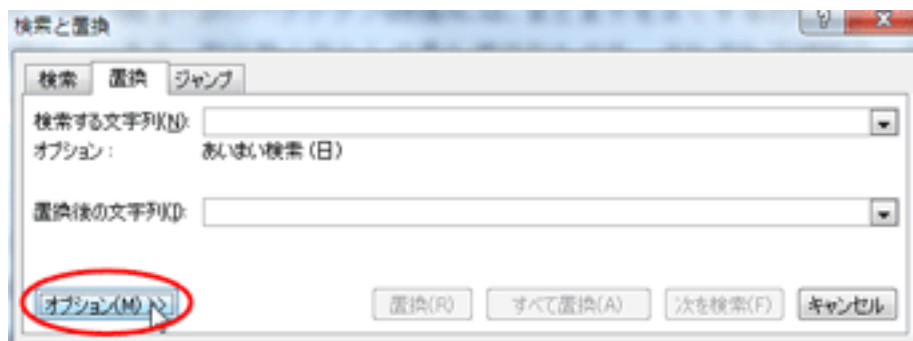 検索と置換
検索 置換 ジャンプ
検索する文字列(N):
オプション： あいまい検索 (日)
置換後の文字列(I):
オプション(M) >> 置換(R) すべて置換(A) 次を検索(F) キャンセル